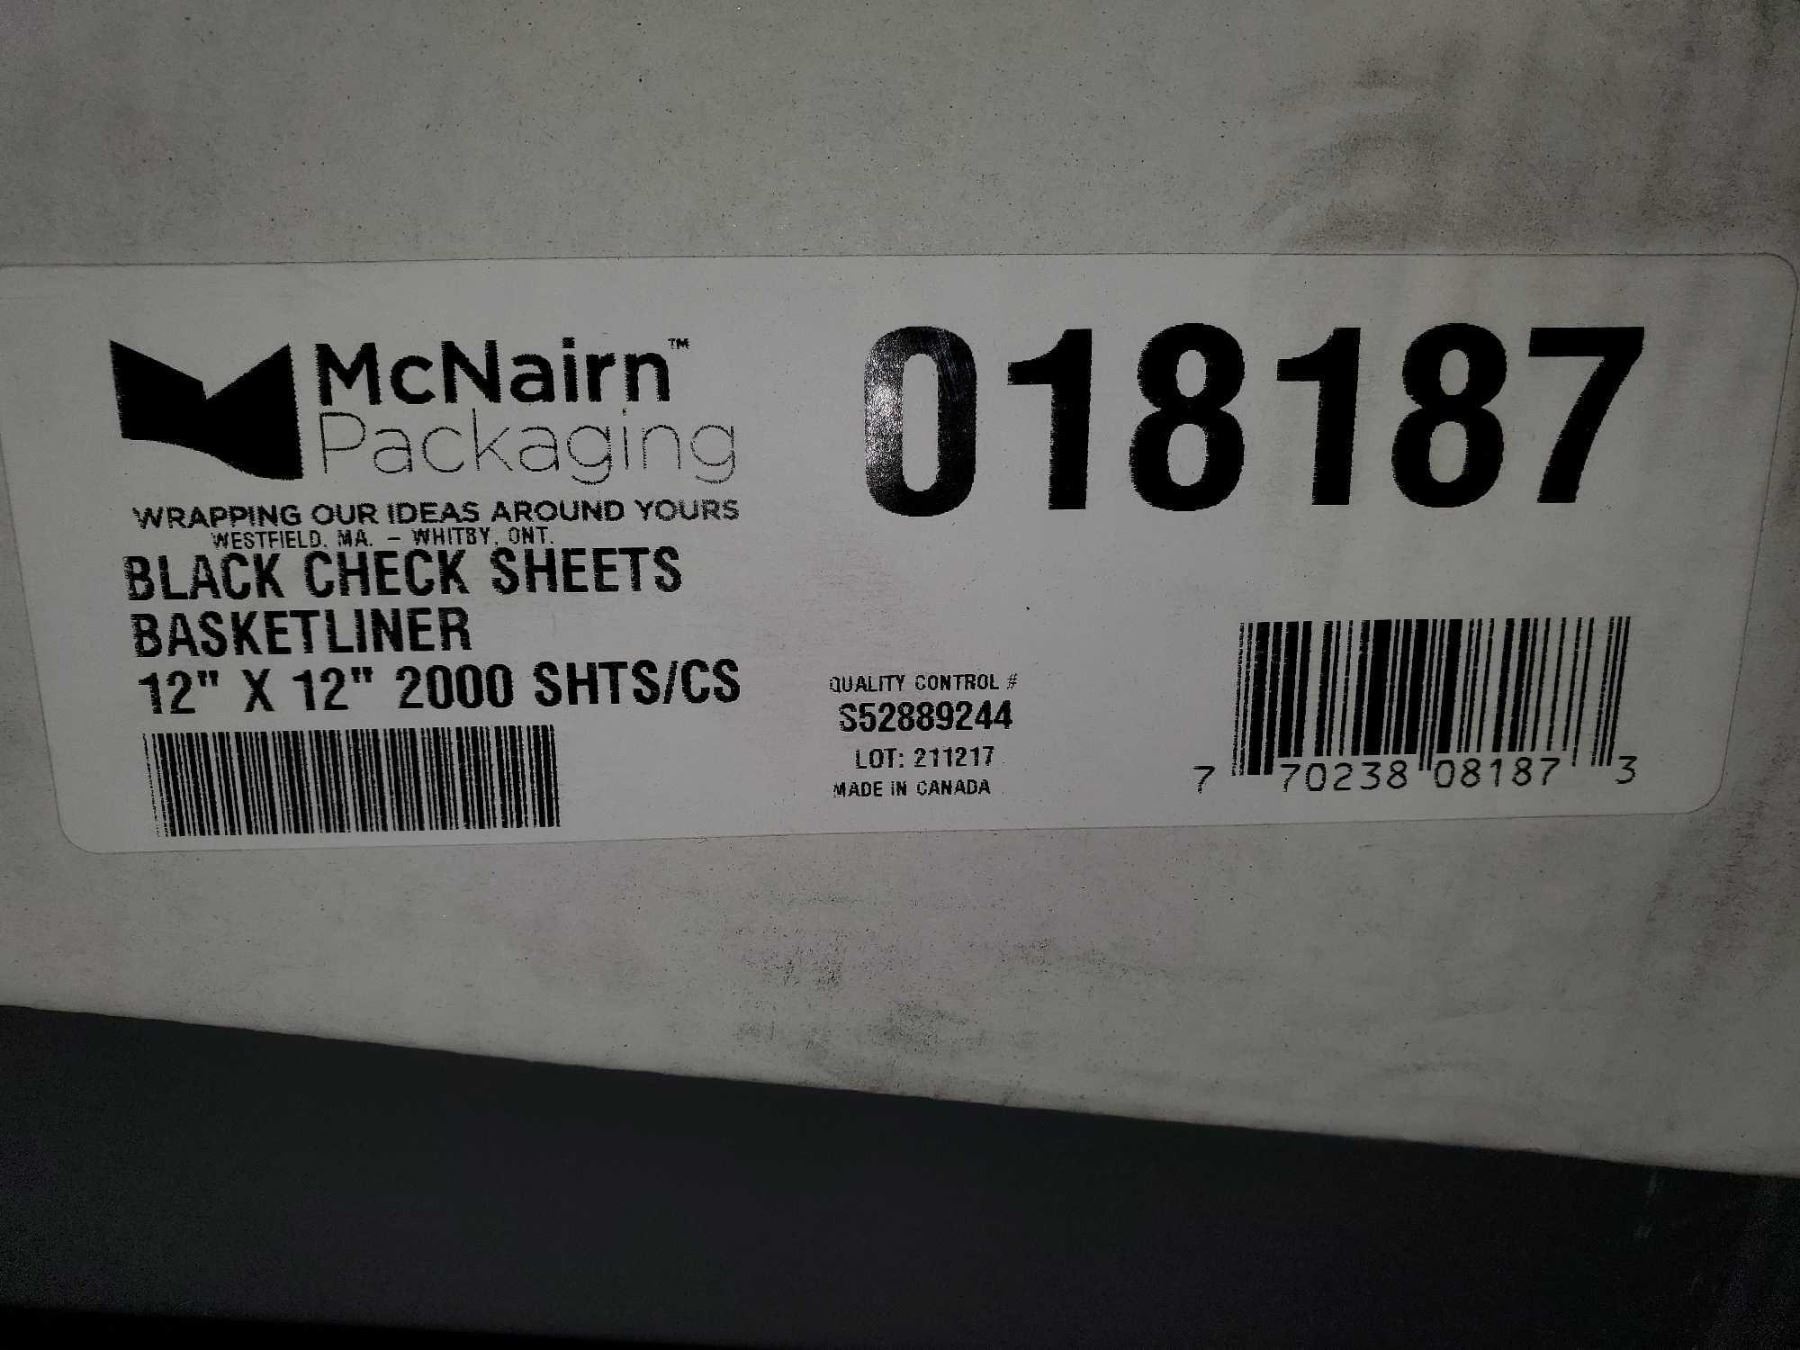 McNairn™
Packaging
WRAPPING OUR IDEAS AROUND YOURS
WESTFIELD, MA. - WHITBY, ONT.
BLACK CHECK SHEETS
BASKETLINER
12" X 12" 2000 SHTS/CS
018187
QUALITY CONTROL #
S52889244
LOT: 211217
MADE IN CANADA
7 70238 08187 3